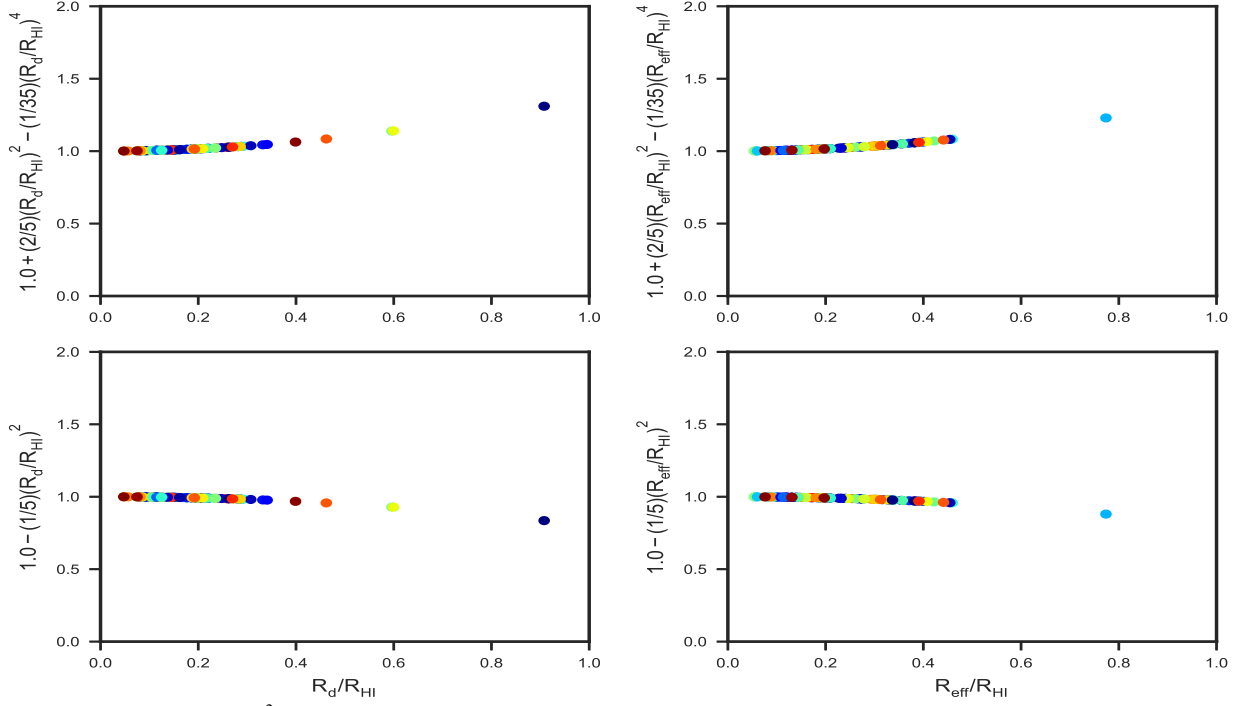 1.0+(2/5)(R_d/R_HI)^2−(1/35)(R_d/R_HI)^4
2.0
1.5
1.0
0.5
0.0
0.0 0.2 0.4 0.6 0.8 1.0
1.0+(2/5)(R_eff/R_HI)^2−(1/35)(R_eff/R_HI)^4
2.0
1.5
1.0
0.5
0.0
0.0 0.2 0.4 0.6 0.8 1.0
1.0−(1/5)(R_d/R_HI)^2
2.0
1.5
1.0
0.5
0.0
0.0 0.2 0.4 0.6 0.8 1.0
R_d/R_HI
1.0−(1/5)(R_eff/R_HI)^2
2.0
1.5
1.0
0.5
0.0
0.0 0.2 0.4 0.6 0.8 1.0
R_eff/R_HI